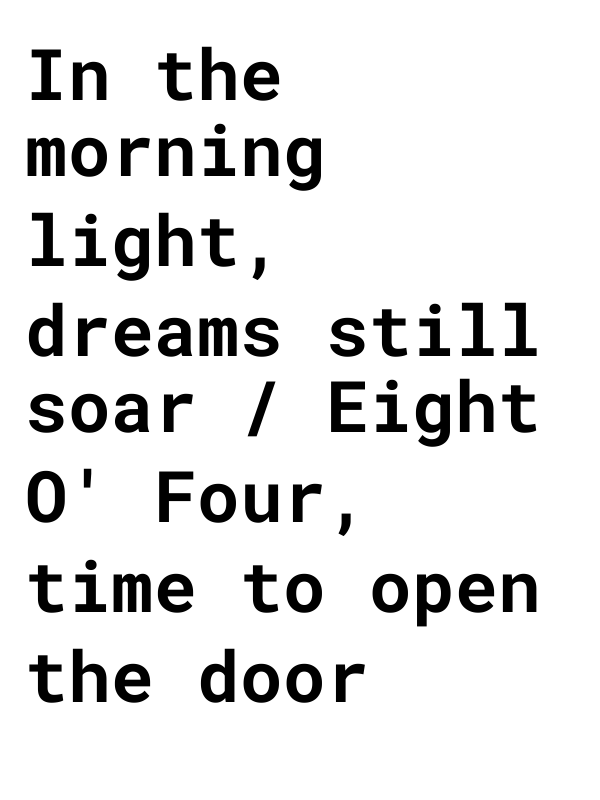 In the
morning
light,
dreams still
soar / Eight
O' Four,
time to open
the door